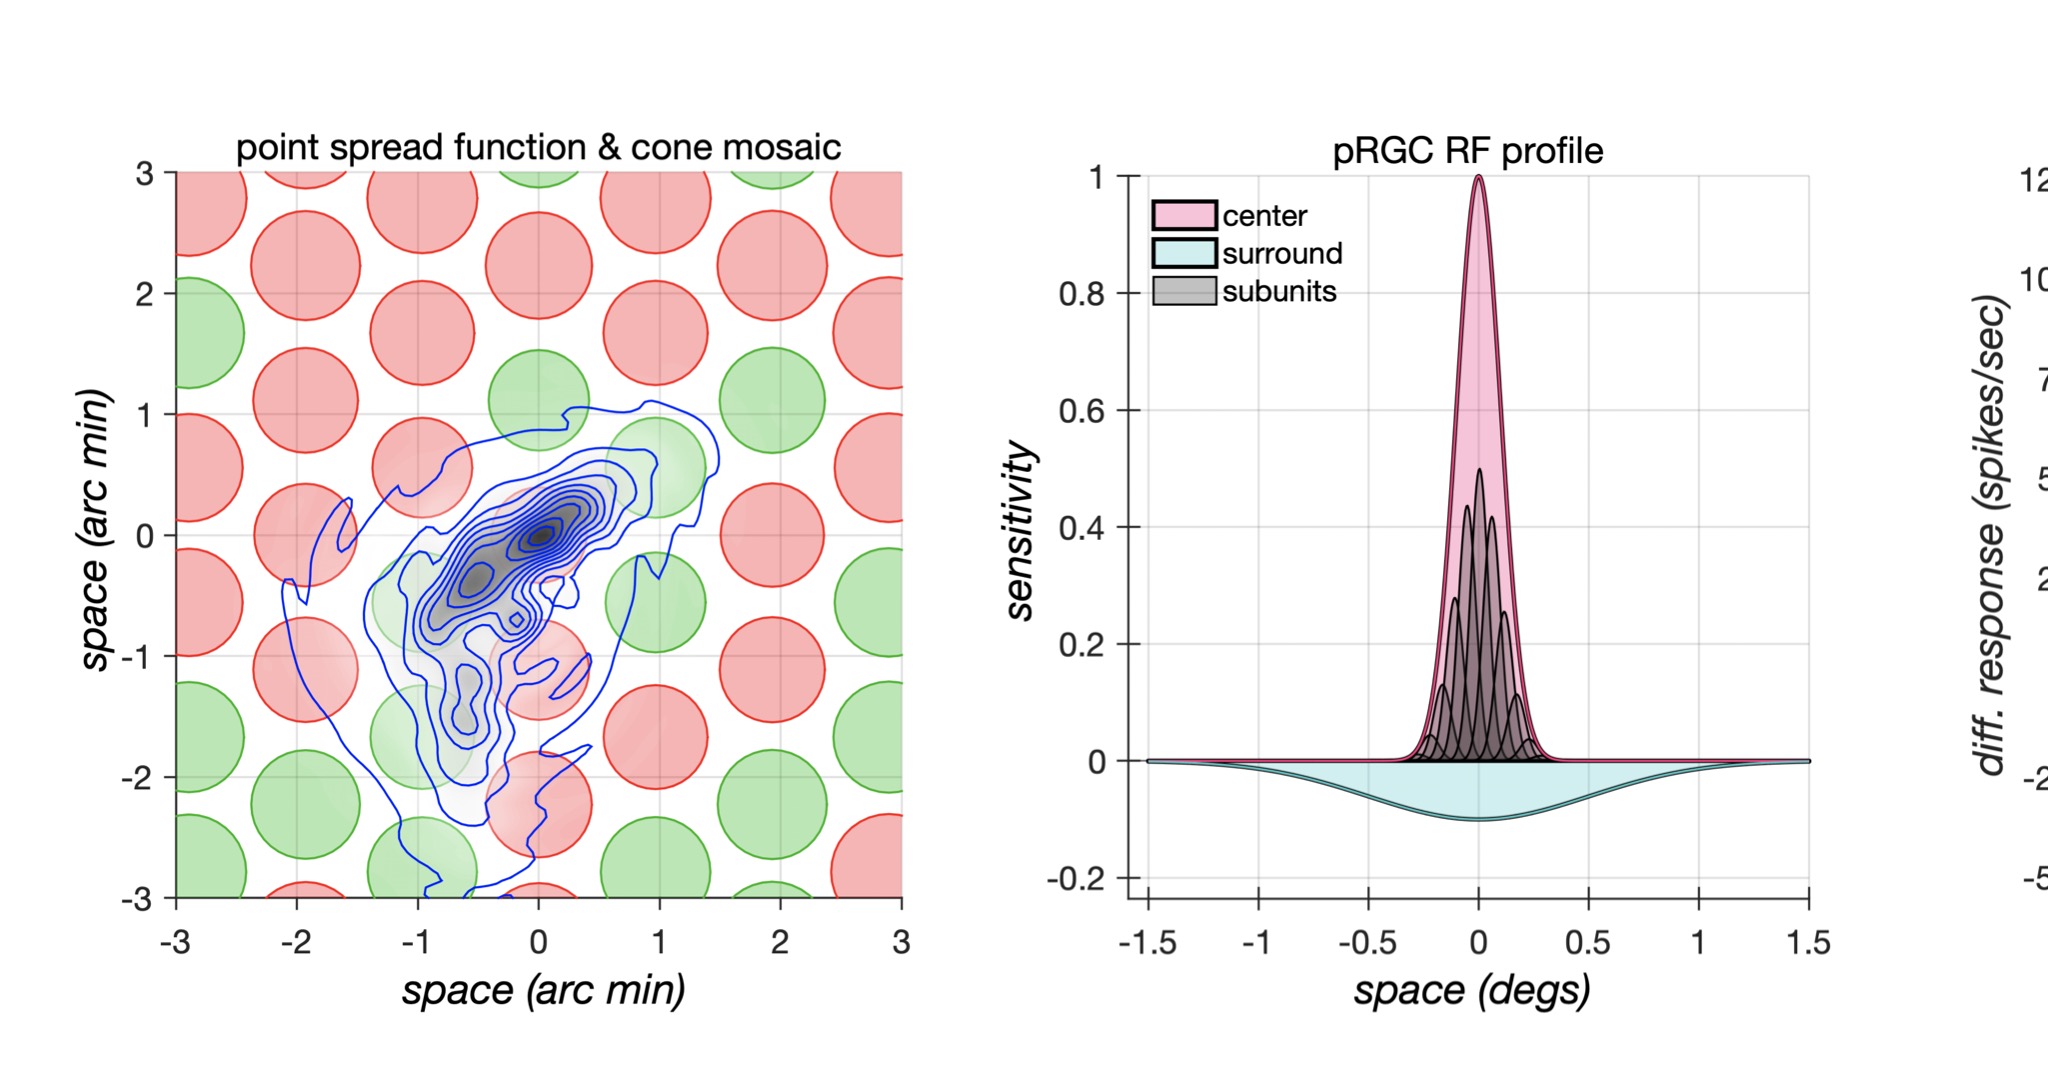 point spread function & cone mosaic
3
2
1
0
-1
-2
-3
-3 -2 -1 0 1 2 3
space (arc min)
space (arc min)
pRGC RF profile
center
surround
subunits
1
0.8
0.6
0.4
0.2
0
-0.2
-1.5 -1 -0.5 0 0.5 1 1.5
sensitivity
space (degs)
diff. response (spikes/sec)